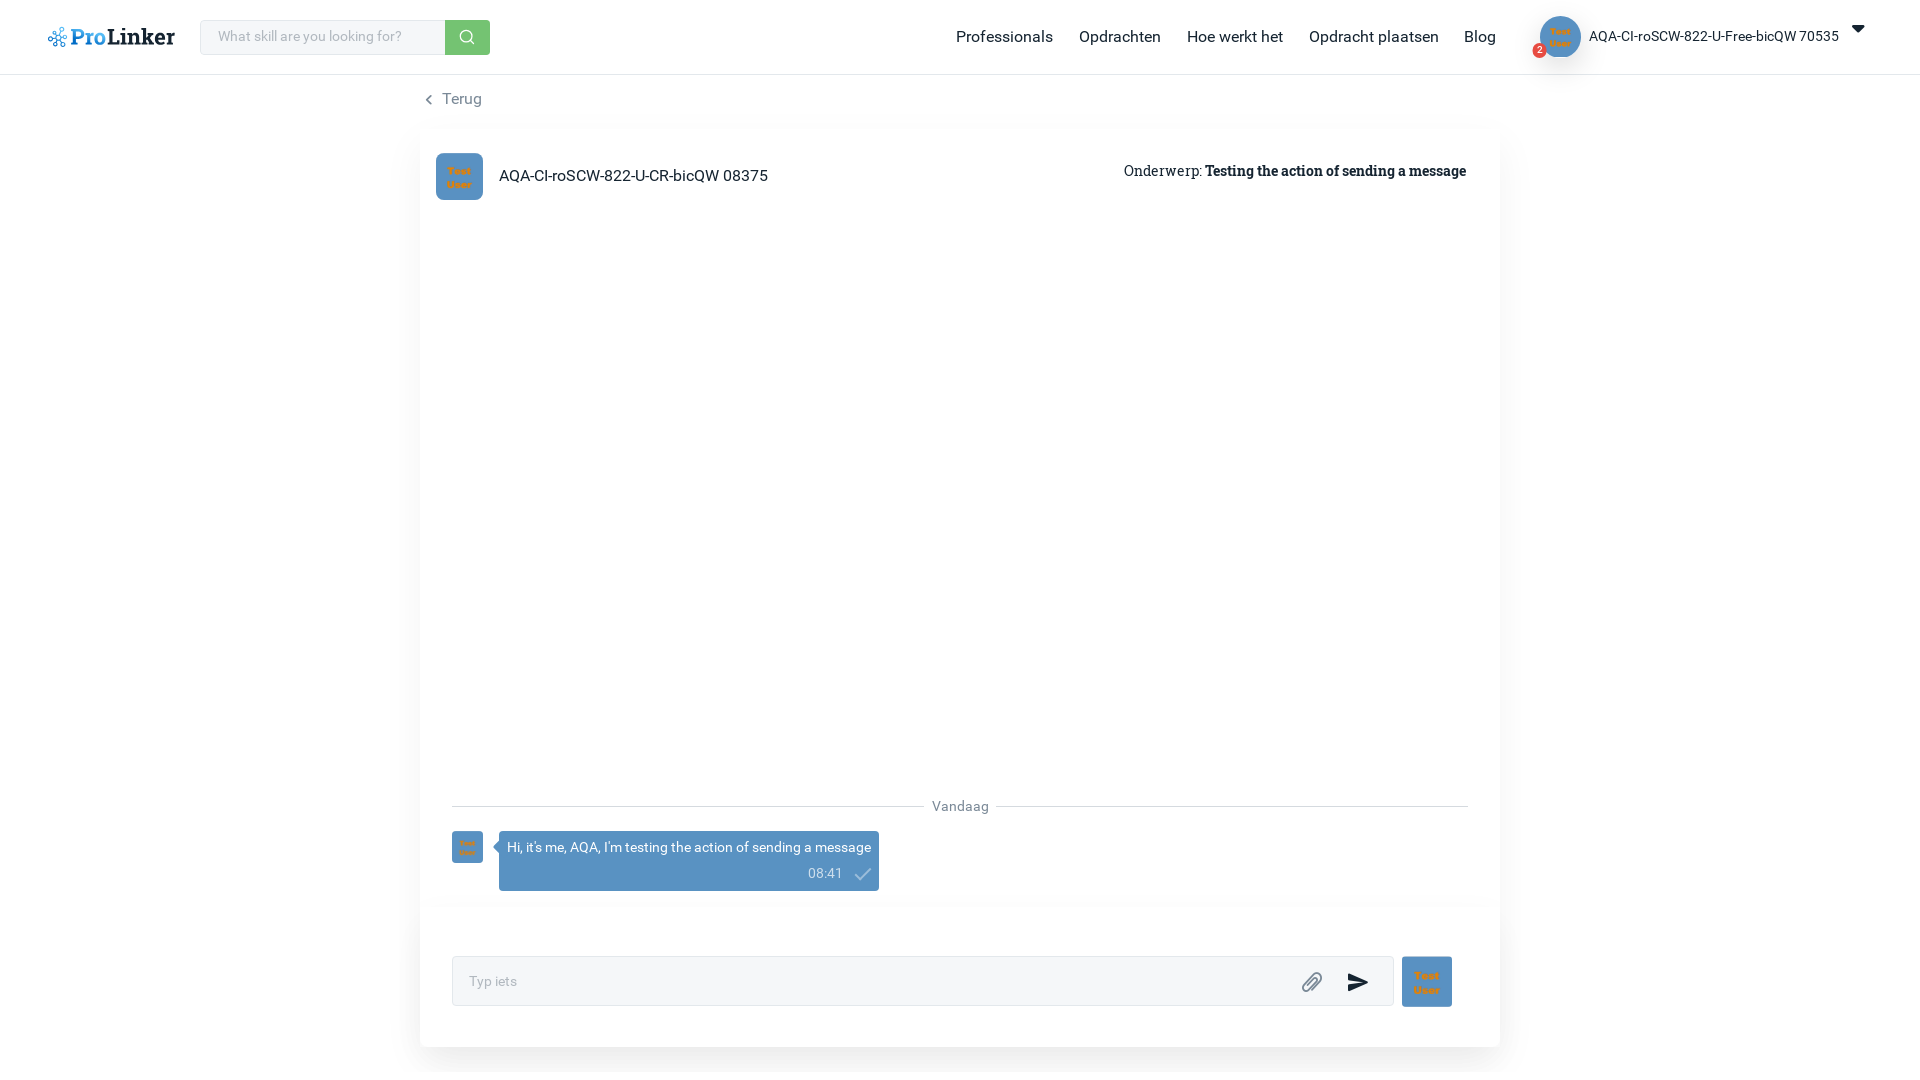 ProLinker
What skill are you looking for?
Professionals
Opdrachten
Hoe werkt het
Opdracht plaatsen
Blog
Test
User
2
AQA-CI-roSCW-822-U-Free-bicQW 70535
Terug
Test
User
AQA-CI-roSCW-822-U-CR-bicQW 08375
Onderwerp: Testing the action of sending a message
Vandaag
Test
User
Hi, it's me, AQA, I'm testing the action of sending a message
08:41
Typ iets
Test
User